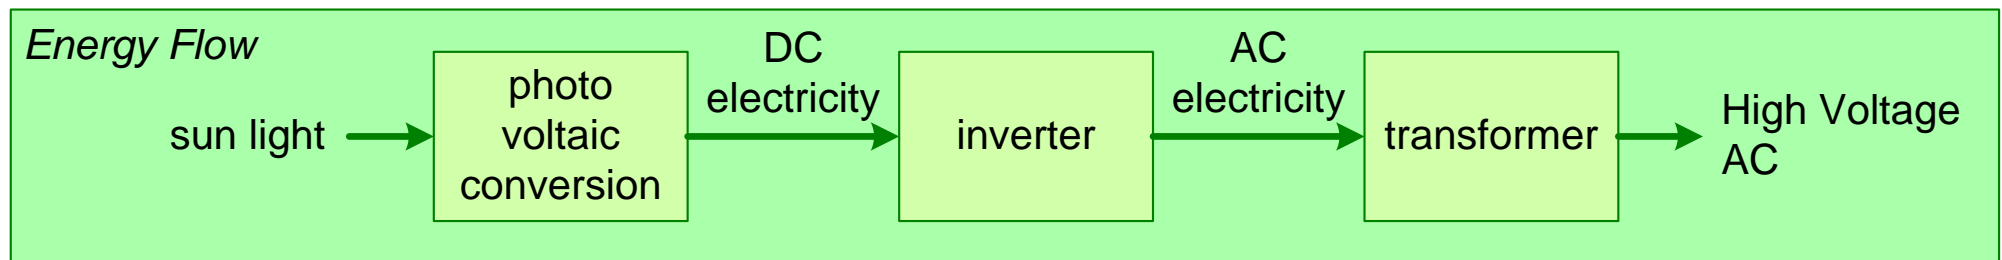 Energy Flow
sun light
photo
voltaic
conversion
DC
electricity
inverter
AC
electricity
transformer
High Voltage
AC